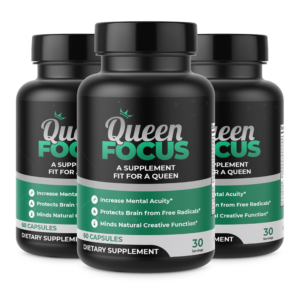 Queen
FOCUS
A SUPPLEMENT
FIT FOR A QUEEN
Increase Mental Acuity*
Protects Brain from Free Radicals*
Minds Natural Creative Function*
60 CAPSULES
DIETARY SUPPLEMENT
30
Servings